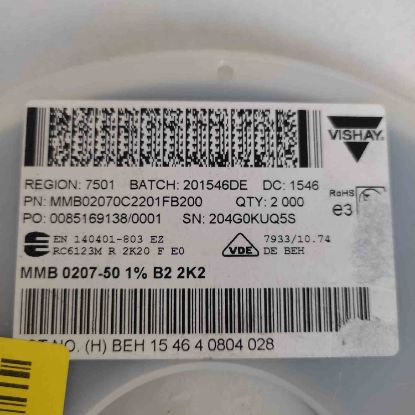 VISHAY
REGION: 7501 BATCH: 201546DE DC: 1546
PN: MMB02070C2201FB200 QTY: 2 000
PO: 0085169138/0001 SN: 204G0KUQ5S
RoHS
e3
EN 140401-803 EZ
RC6123M R 2K20 F E0
VDE
7933/10.74
DE BEH
MMB 0207-50 1% B2 2K2
NO. (H) BEH 15 46 4 0804 028